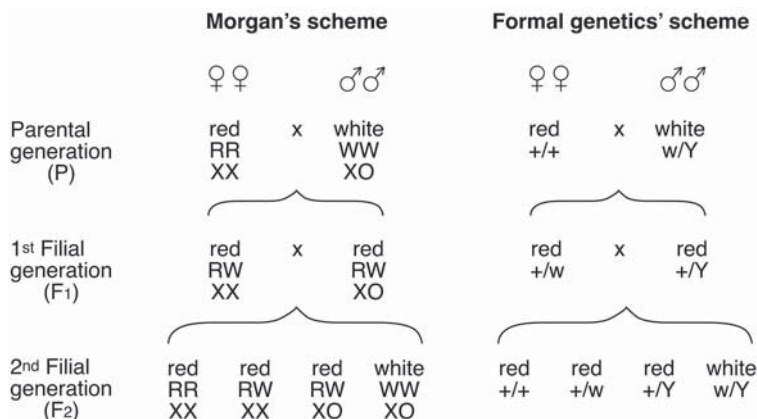 Morgan's scheme Formal genetics' scheme
♀♀ ♂♂ ♀♀ ♂♂
Parental red x white red x white
generation RR WW +/+ w/Y
(P) XX XO
1st Filial red x red red x red
generation RW RW +/w +/Y
(F1) XX XO
2nd Filial red red red white red red red white
generation RR RW RW WW +/+ +/w +/Y w/Y
(F2) XX XX XO XO